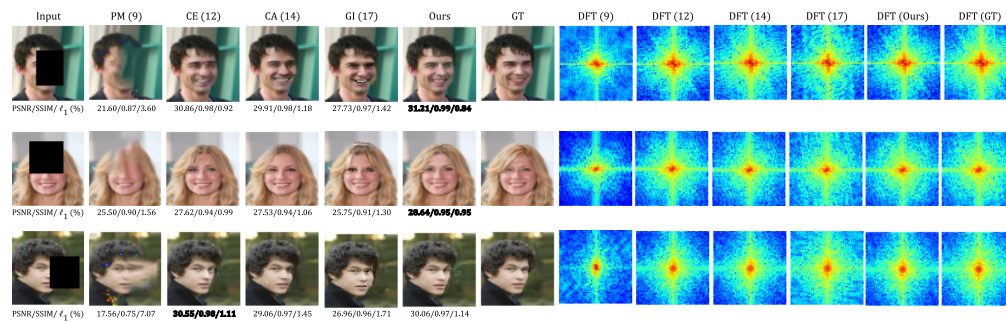 Input PM (9) CE (12) CA (14) GI (17) Ours GT DFT (9) DFT (12) DFT (14) DFT (17) DFT (Ours) DFT (GT)
PSNR/SSIM/ ℓ1 (%) 21.60/0.87/3.60 30.86/0.98/0.92 29.91/0.98/1.18 27.73/0.97/1.42 31.21/0.99/0.84
PSNR/SSIM/ ℓ1 (%) 25.50/0.90/1.56 27.62/0.94/0.99 27.53/0.94/1.06 25.75/0.91/1.30 28.64/0.95/0.95
PSNR/SSIM/ ℓ1 (%) 17.56/0.75/7.07 30.55/0.98/1.11 29.06/0.97/1.45 26.96/0.96/1.71 30.06/0.97/1.14